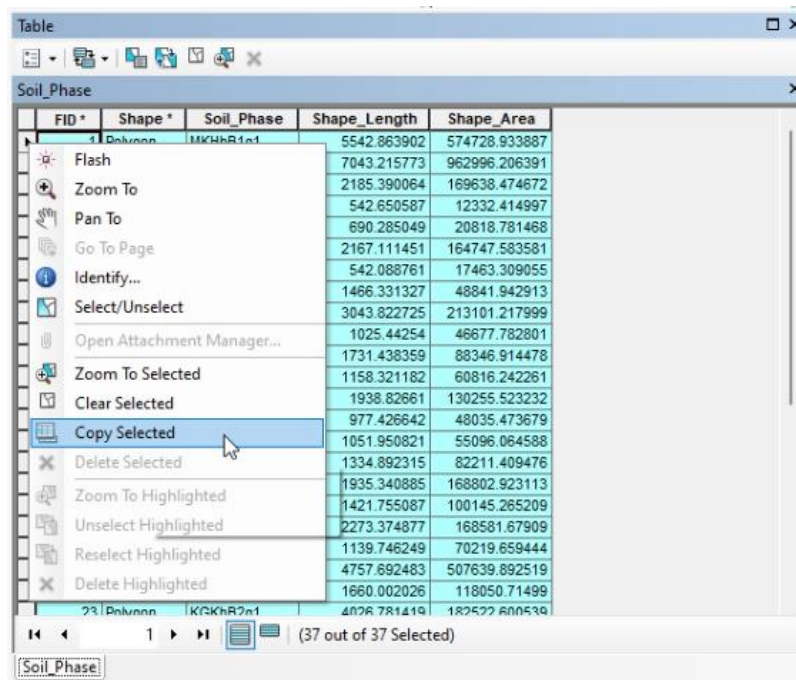 Table
Soil_Phase
FID * Shape * Soil_Phase Shape_Length Shape_Area
1 Polygon MKHbB1g1 5542.863902 574728.933887
Flash 7043.215773 962996.206391
Zoom To 2185.390064 169638.474672
542.650587 12332.414997
Pan To 690.285049 20818.781468
Go To Page 2167.111451 164747.583581
Identify... 542.088761 17463.309055
1466.331327 48841.942913
Select/Unselect 3043.822725 213101.217999
Open Attachment Manager... 1025.44254 46677.782801
1731.438359 88346.914478
Zoom To Selected 1158.321182 60816.242261
Clear Selected 1938.82661 130255.523232
977.426642 48035.473679
Copy Selected 1051.950821 55096.064588
Delete Selected 1334.892315 82211.409476
1935.340885 168802.923113
Zoom To Highlighted 1421.755087 100145.265209
Unselect Highlighted 2273.374877 168581.67909
1139.746249 70219.659444
Reselect Highlighted 4757.692483 507639.892519
Delete Highlighted 1660.002026 118050.71499
23 Polygon KGKhB2g1 4026.781419 182522.600539
1 (37 out of 37 Selected)
Soil_Phase